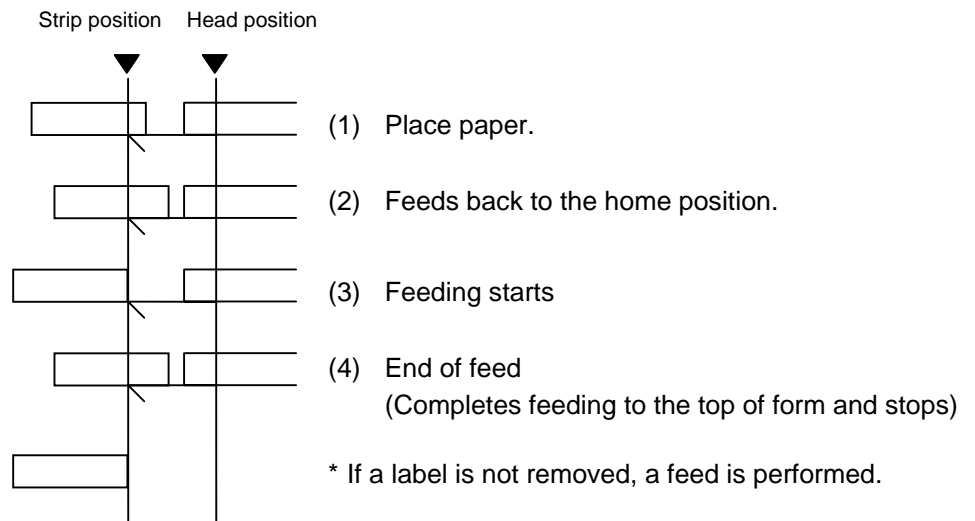 Strip position Head position
(1) Place paper.
(2) Feeds back to the home position.
(3) Feeding starts
(4) End of feed
(Completes feeding to the top of form and stops)
* If a label is not removed, a feed is performed.